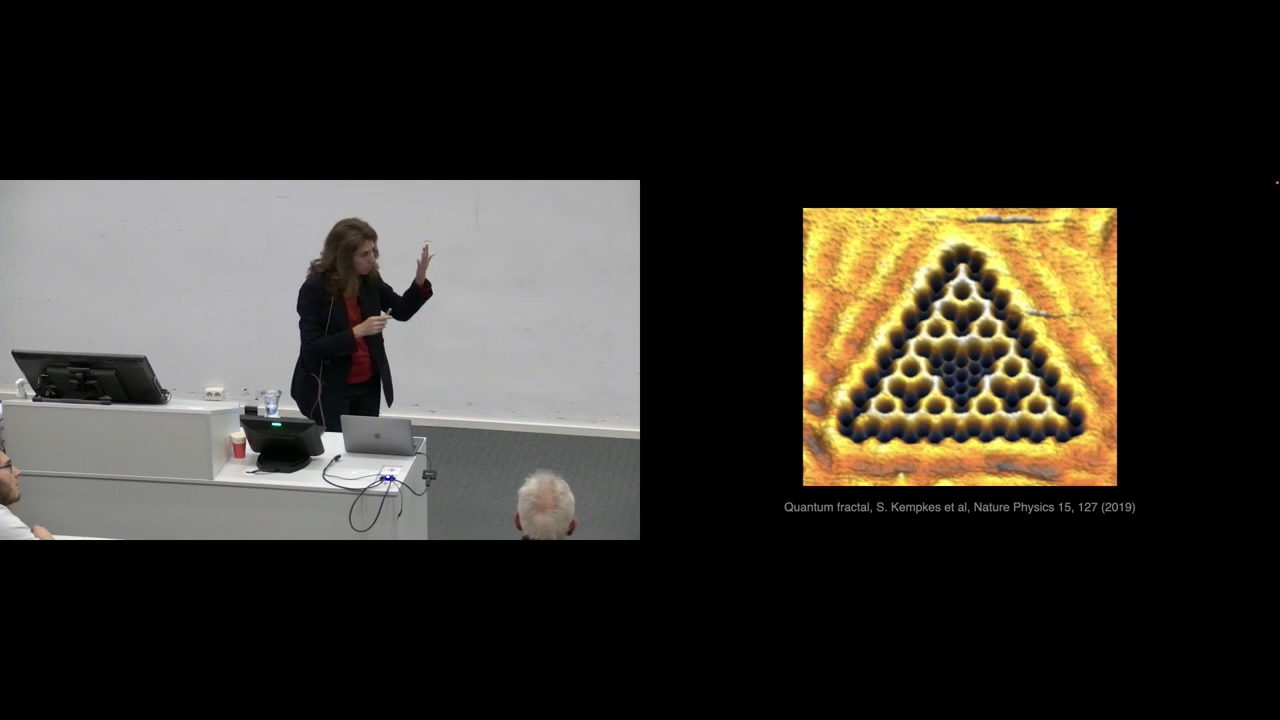 Quantum fractal, S. Kempkes et al, Nature Physics 15, 127 (2019)